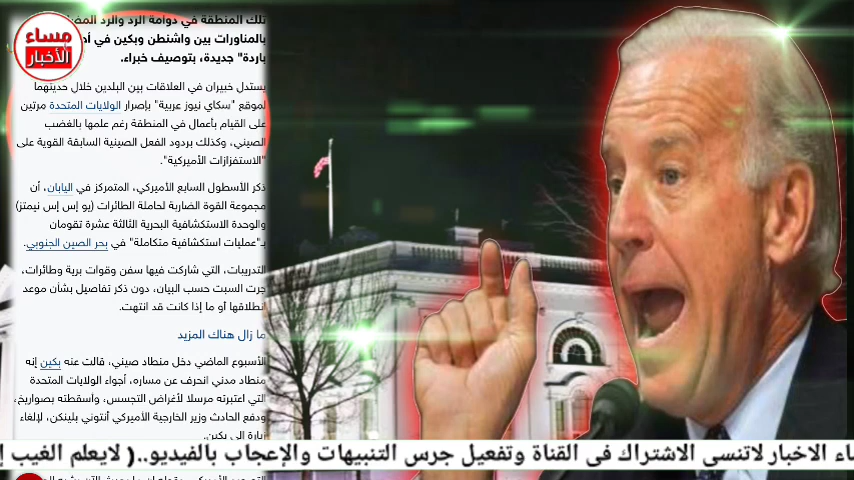 مساء
الأخبار
تلك المنطقة في دوامة الرد والرد
بالمناورات بين واشنطن وبكين في
باردة" جديدة، بتوصيف خبراء.
يستدل خبيران في العلاقات بين البلدين خلال حديثهما
لموقع "سكاي نيوز عربية" بإصرار الولايات المتحدة مرتين
على القيام بأعمال في المنطقة رغم علمها بالغضب
الصيني، وكذلك بردود الفعل الصينية السابقة القوية على
"الاستفزازات الأميركية".
ذكر الأسطول السابع الأميركي، المتمركز في اليابان، أن
مجموعة القوة الضاربة لحاملة الطائرات (يو إس إس نيمتز)
والوحدة الاستكشافية البحرية الثالثة عشرة تقومان
بـ"عمليات استكشافية متكاملة" في بحر الصين الجنوبي.
التدريبات، التي شاركت فيها سفن وقوات برية وطائرات،
جرت السبت حسب البيان، دون ذكر تفاصيل بشأن موعد
انطلاقها أو ما إذا كانت قد انتهت.
ما زال هناك المزيد
الأسبوع الماضي دخل منطاد صيني، قالت عنه بكين إنه
منطاد مدني انحرف عن مساره، أجواء الولايات المتحدة
التي اعتبرته مرسلا لأغراض التجسس، وأسقطته بصواريخ،
ودفع الحادث وزير الخارجية الأميركي أنتوني بلينكن، لإلغاء
زيارة إلى بكين.
اء الاخبار لاتنسى الاشتراك في القناة وتفعيل جرس التنبيهات والإعجاب بالفيديو..( لايعلم الغيب إ